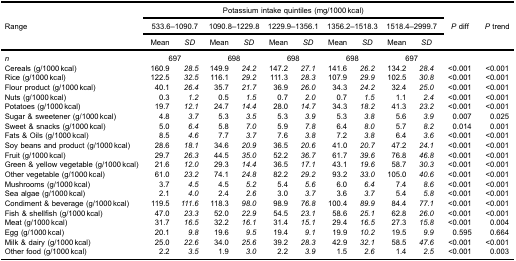 Potassium intake quintiles (mg/1000 kcal)
Range 533.6–1090.7 1090.8–1229.8 1229.9–1356.1 1356.2–1518.3 1518.4–2999.7 P diff P trend
Mean SD Mean SD Mean SD Mean SD Mean SD
n 697 698 698 698 697
Cereals (g/1000 kcal) 160.9 28.5 149.9 24.2 147.2 27.1 141.6 26.2 134.2 28.4 <0.001 <0.001
Rice (g/1000 kcal) 122.5 32.5 116.1 29.2 111.3 28.3 107.9 29.9 102.5 30.8 <0.001 <0.001
Flour product (g/1000 kcal) 40.1 26.4 35.7 21.7 36.9 26.0 34.3 24.2 32.4 25.0 <0.001 <0.001
Nuts (g/1000 kcal) 0.3 1.2 0.5 1.5 0.7 2.0 0.7 1.5 1.1 2.4 <0.001 <0.001
Potatoes (g/1000 kcal) 19.7 12.1 24.7 14.4 28.0 14.7 34.3 18.2 41.3 23.2 <0.001 <0.001
Sugar & sweetener (g/1000 kcal) 4.8 3.7 5.3 3.5 5.3 3.9 5.3 3.8 5.6 3.9 0.007 0.025
Sweet & snacks (g/1000 kcal) 5.0 6.4 5.8 7.0 5.9 7.8 6.4 8.0 5.7 8.2 0.014 0.001
Fats & Oils (g/1000 kcal) 8.5 4.6 7.7 3.7 7.6 3.8 7.2 3.8 6.4 3.6 <0.001 <0.001
Soy beans and product (g/1000 kcal) 28.6 18.1 34.6 20.9 36.5 20.6 41.0 20.7 47.2 24.1 <0.001 <0.001
Fruit (g/1000 kcal) 29.7 26.3 44.5 35.0 52.2 36.7 61.7 39.6 76.8 46.8 <0.001 <0.001
Green & yellow vegetable (g/1000 kcal) 21.6 12.0 29.3 14.4 36.5 17.1 43.1 19.6 58.7 30.3 <0.001 <0.001
Other vegetable (g/1000 kcal) 61.0 23.2 74.1 24.8 82.2 29.2 93.2 33.0 105.0 40.6 <0.001 <0.001
Mushrooms (g/1000 kcal) 3.7 4.5 4.5 5.2 5.4 5.6 6.0 6.4 7.4 8.6 <0.001 <0.001
Sea algae (g/1000 kcal) 2.1 4.0 2.4 2.6 3.0 3.7 3.6 3.7 5.4 5.8 <0.001 <0.001
Condiment & beverage (g/1000 kcal) 119.5 111.6 118.3 98.0 98.9 76.8 100.4 89.9 84.4 77.1 <0.001 <0.001
Fish & shellfish (g/1000 kcal) 47.0 23.3 52.0 22.9 54.5 23.1 58.6 25.1 62.8 26.0 <0.001 <0.001
Meat (g/1000 kcal) 31.7 16.5 32.2 16.1 31.4 15.1 29.4 16.5 27.3 15.8 <0.001 0.004
Egg (g/1000 kcal) 20.1 9.8 19.6 9.5 19.4 9.1 19.9 10.2 19.5 9.9 0.595 0.664
Milk & dairy (g/1000 kcal) 25.0 22.6 34.0 25.6 39.2 28.3 42.9 32.1 58.5 47.6 <0.001 <0.001
Other food (g/1000 kcal) 2.2 3.5 1.9 3.0 2.2 3.9 1.5 2.6 1.4 2.5 <0.001 0.003